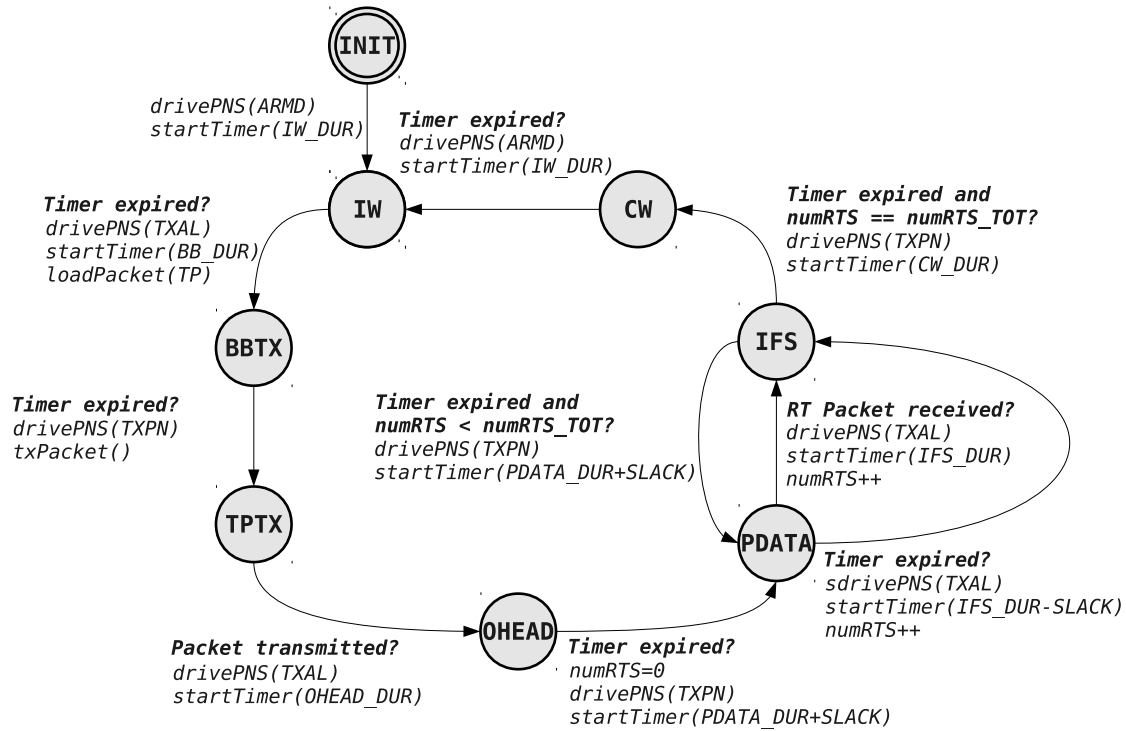 INIT
drivePNS(ARMD)
startTimer(IW_DUR)
Timer expired?
drivePNS(ARMD)
startTimer(IW_DUR)
IW
CW
Timer expired and
numRTS == numRTS_TOT?
drivePNS(TXPN)
startTimer(CW_DUR)
Timer expired?
drivePNS(TXAL)
startTimer(BB_DUR)
loadPacket(TP)
BBTX
IFS
Timer expired?
drivePNS(TXPN)
txPacket()
Timer expired and
numRTS < numRTS_TOT?
drivePNS(TXPN)
startTimer(PDATA_DUR+SLACK)
RT Packet received?
drivePNS(TXAL)
startTimer(IFS_DUR)
numRTS++
TPTX
PDATA
Timer expired?
sdrivePNS(TXAL)
startTimer(IFS_DUR-SLACK)
numRTS++
OHEAD
Packet transmitted?
drivePNS(TXAL)
startTimer(OHEAD_DUR)
Timer expired?
numRTS=0
drivePNS(TXPN)
startTimer(PDATA_DUR+SLACK)